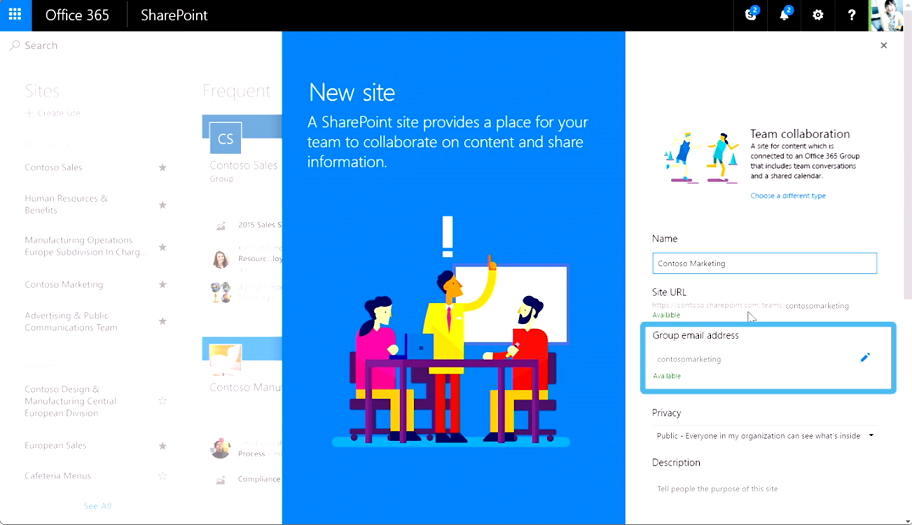 Office 365
SharePoint
2
2
Search
Sites
+ Create site
Contoso Sales
Human Resources &
Benefits
Manufacturing Operations
Europe Subdivision In Charg...
Contoso Marketing
Advertising & Public
Communications Team
Contoso Design &
Manufacturing Central
European Division
European Sales
Cafeteria Menus
See All
Frequent
CS
Contoso Sales
Group
2015 Sales S
Resourc...loy
Contoso Manu
Process
Compliance
New site
A SharePoint site provides a place for your
team to collaborate on content and share
information.
Team collaboration
A site for content which is
connected to an Office 365 Group
that includes team conversations
and a shared calendar.
Choose a different type
Name
Contoso Marketing
Site URL
https://contoso.sharepoint.com/teams/contosomarketing
Available
Group email address
contosomarketing
Available
Privacy
Public - Everyone in my organization can see what's inside
Description
Tell people the purpose of this site